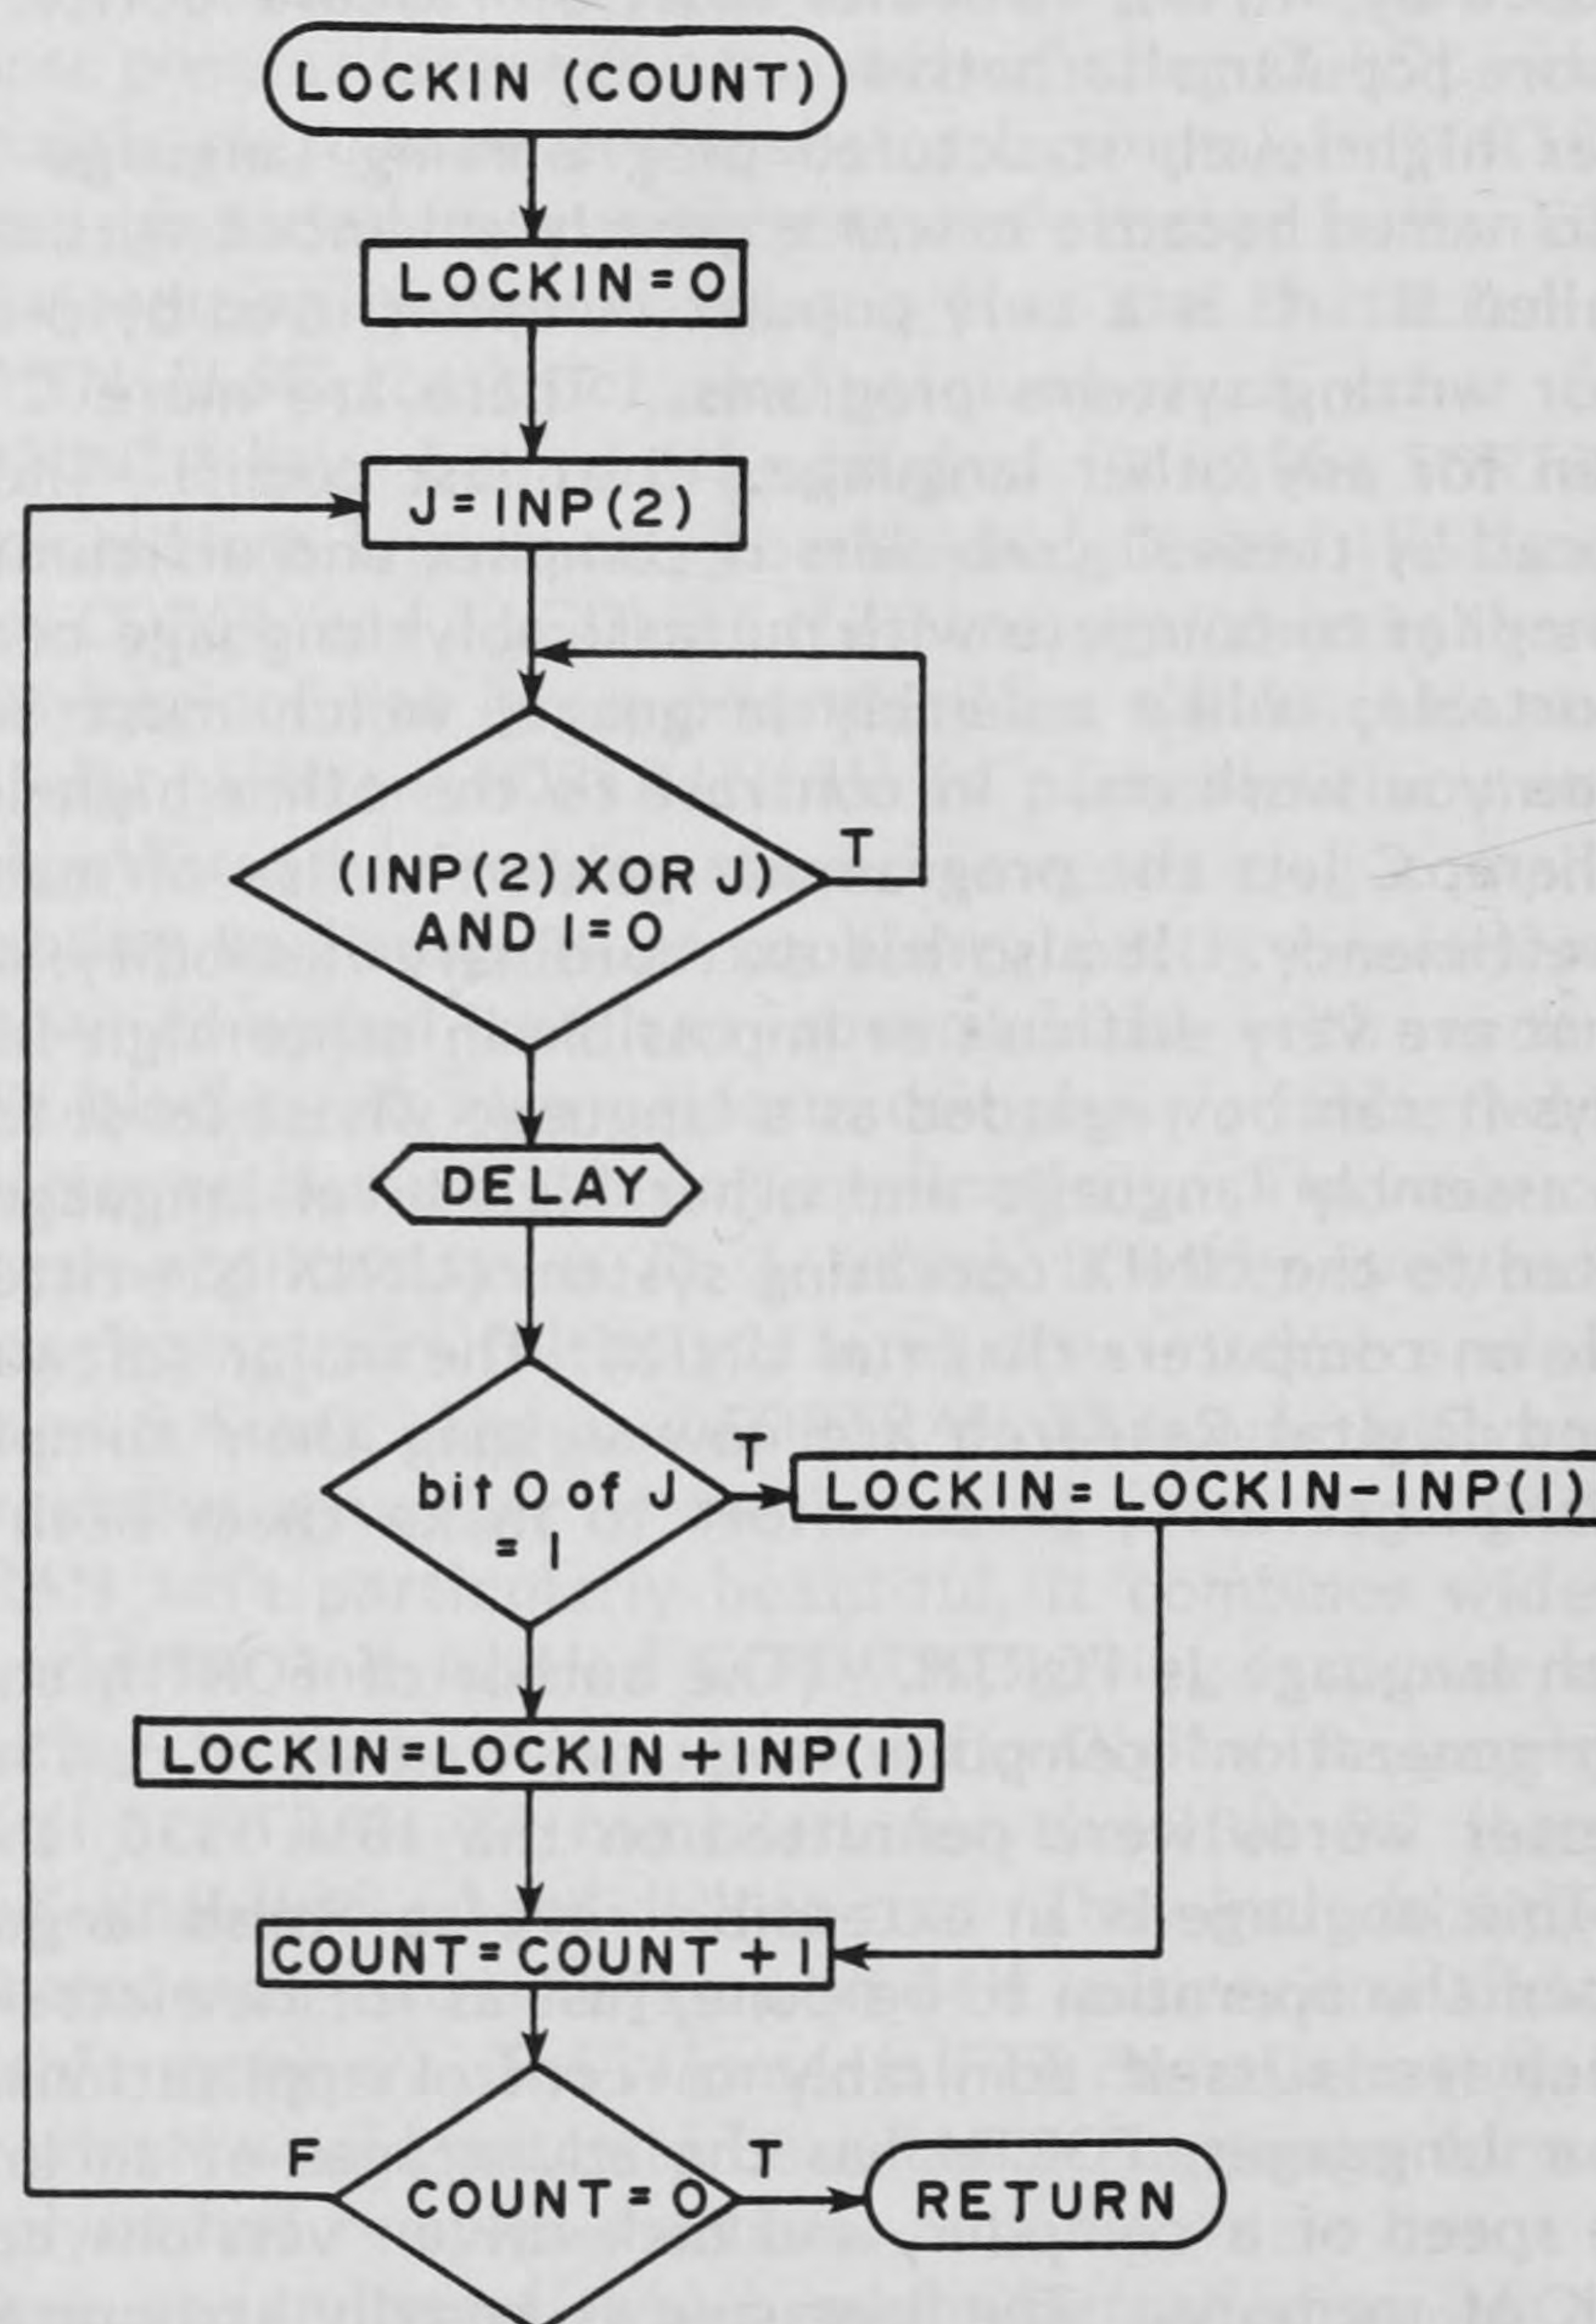 LOCKIN (COUNT)
LOCKIN = 0
J = INP(2)
(INP(2) XOR J)
AND 1 = 0
T
DELAY
bit 0 of J
= 1
T
LOCKIN = LOCKIN - INP(1)
LOCKIN = LOCKIN + INP(1)
COUNT = COUNT + 1
COUNT = 0
F
T
RETURN